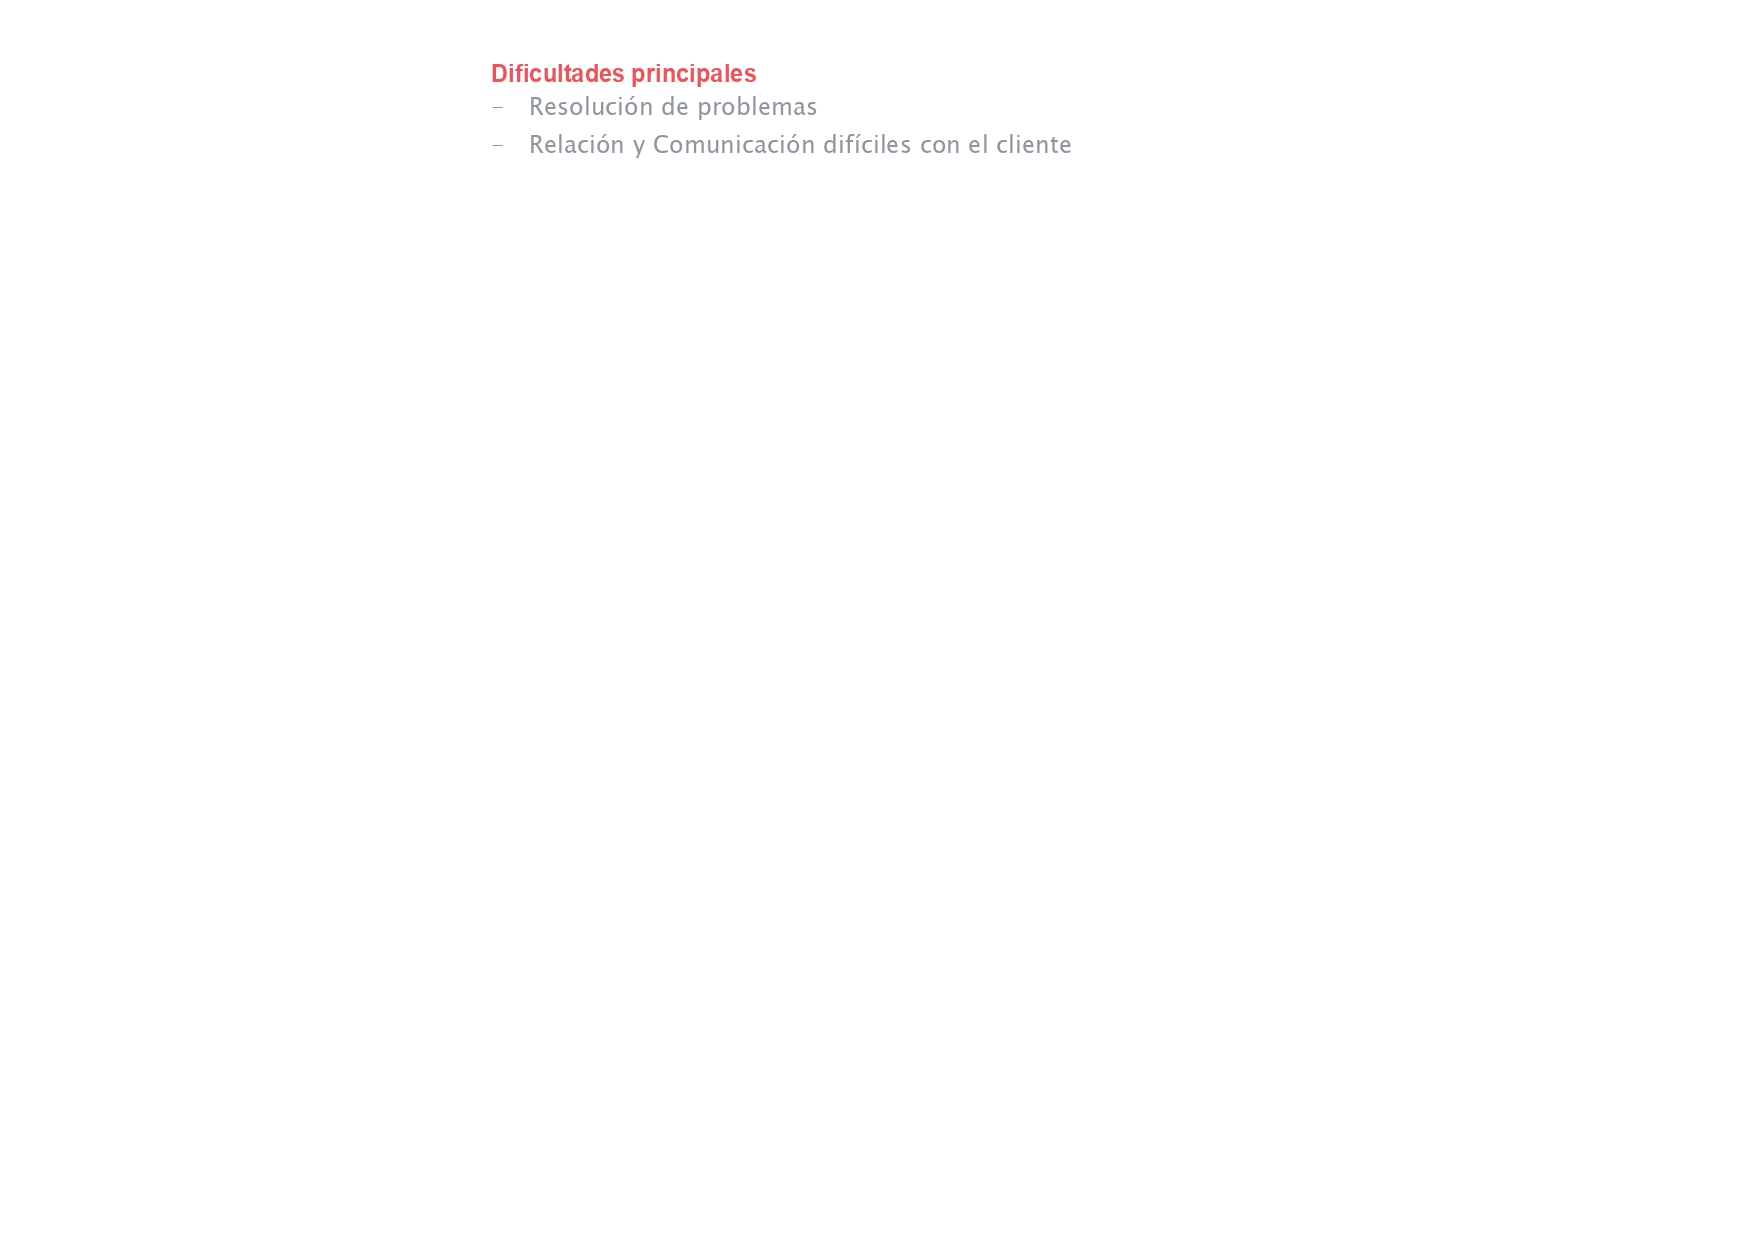 Dificultades principales
– Resolución de problemas
– Relación y Comunicación difíciles con el cliente